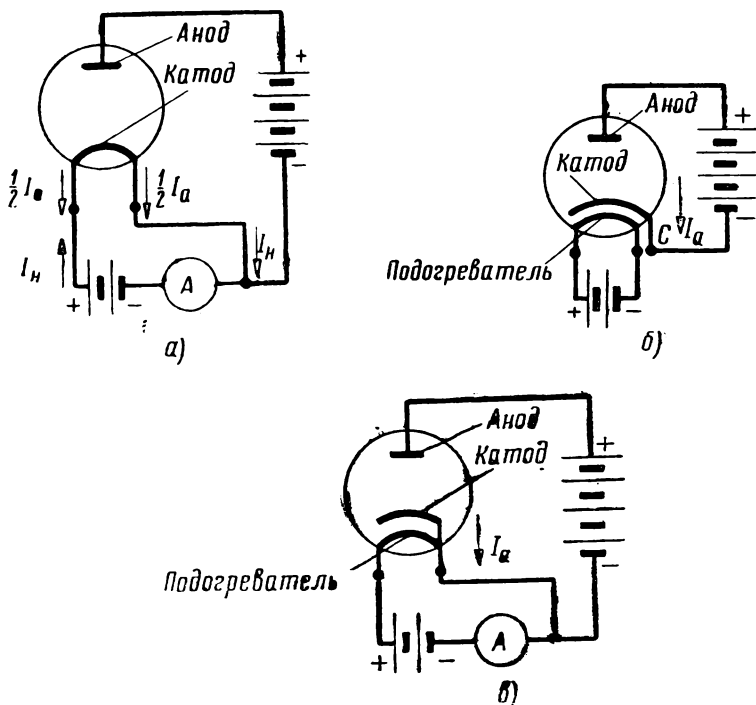 Анод
Катод
+
−
½ Iа
½ Iа
Iн
Iн
+
−
А
а)
Анод
Катод
+
−
C
Iа
Подогреватель
+
−
б)
Анод
Катод
+
−
Iа
Подогреватель
+
−
А
в)